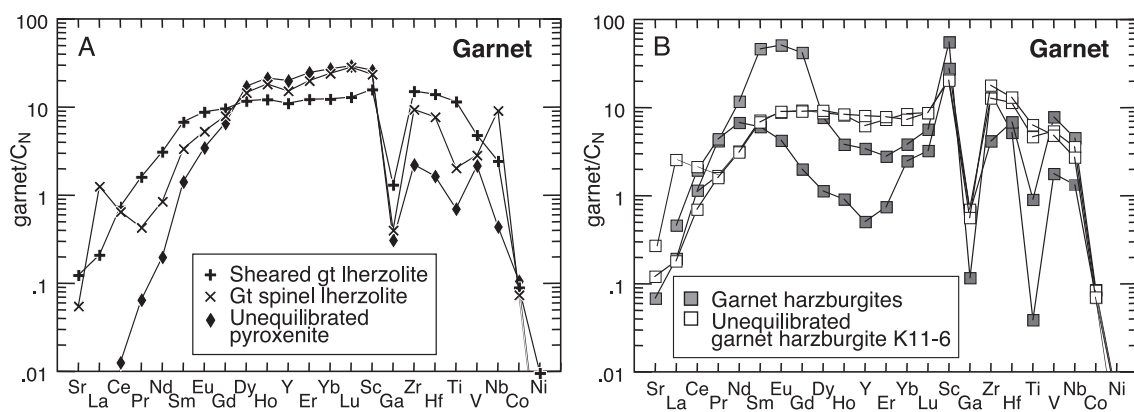 100
A
Garnet
10
1
.1
.01
garnet/CN
Sheared gt lherzolite
Gt spinel lherzolite
Unequilibrated
pyroxenite
Sr Ce Nd Eu Dy Y Yb Sc Zr Ti Nb Ni
La Pr Sm Gd Ho Er Lu Ga Hf V Co
100
B
Garnet
10
1
.1
.01
garnet/CN
Garnet harzburgites
Unequilibrated
garnet harzburgite K11-6
Sr Ce Nd Eu Dy Y Yb Sc Zr Ti Nb Ni
La Pr Sm Gd Ho Er Lu Ga Hf V Co